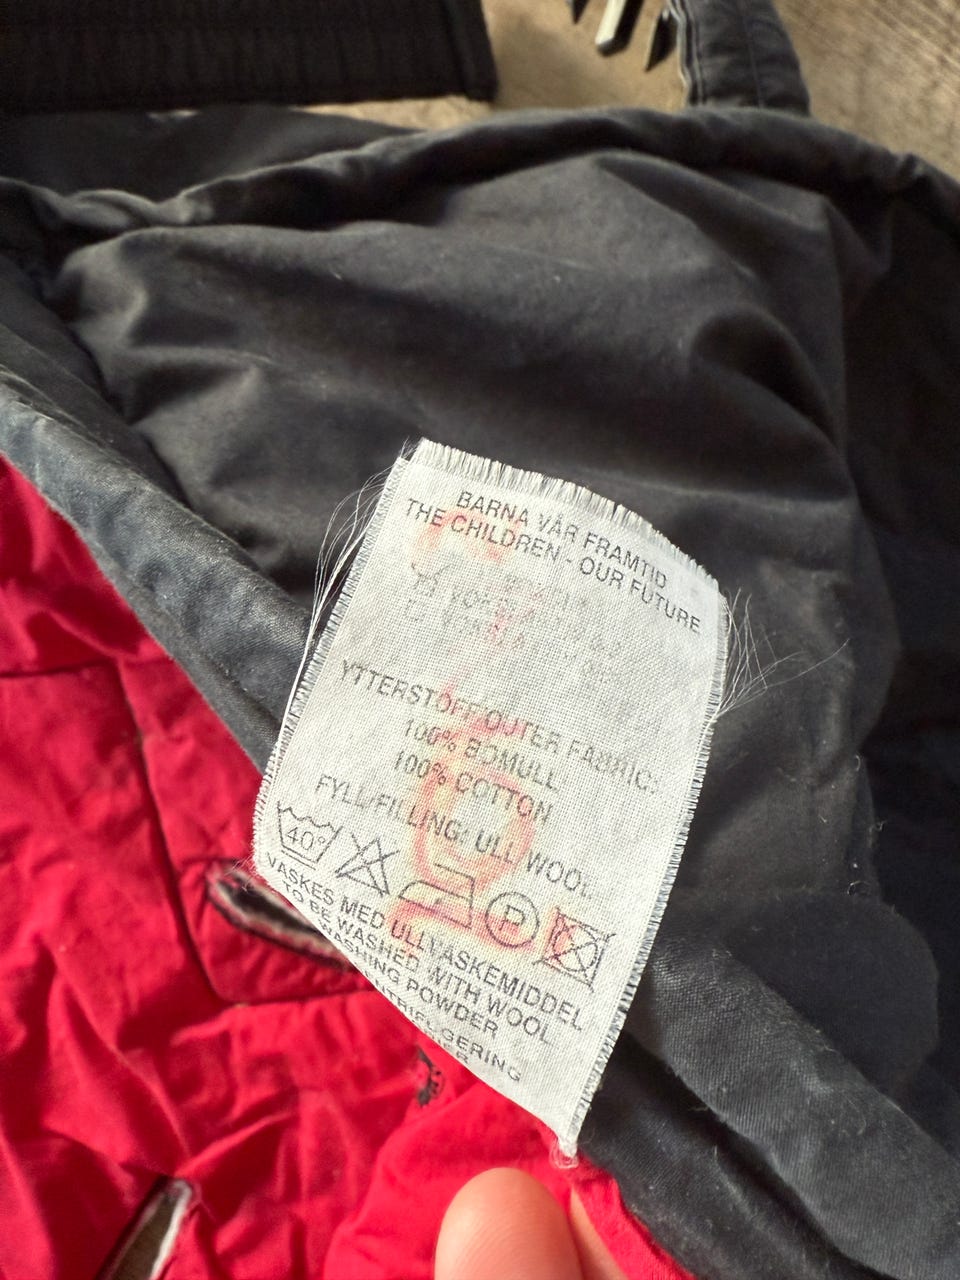 BARNA VÅR FRAMTID
THE CHILDREN - OUR FUTURE
YTTERSTOFF/OUTER FABRIC:
100% BOMULL
100% COTTON
FYLL/FILLING: ULL/WOOL
40°
P
VASKES MED ULLVASKEMIDDEL
TO BE WASHED WITH WOOL
WASHING POWDER